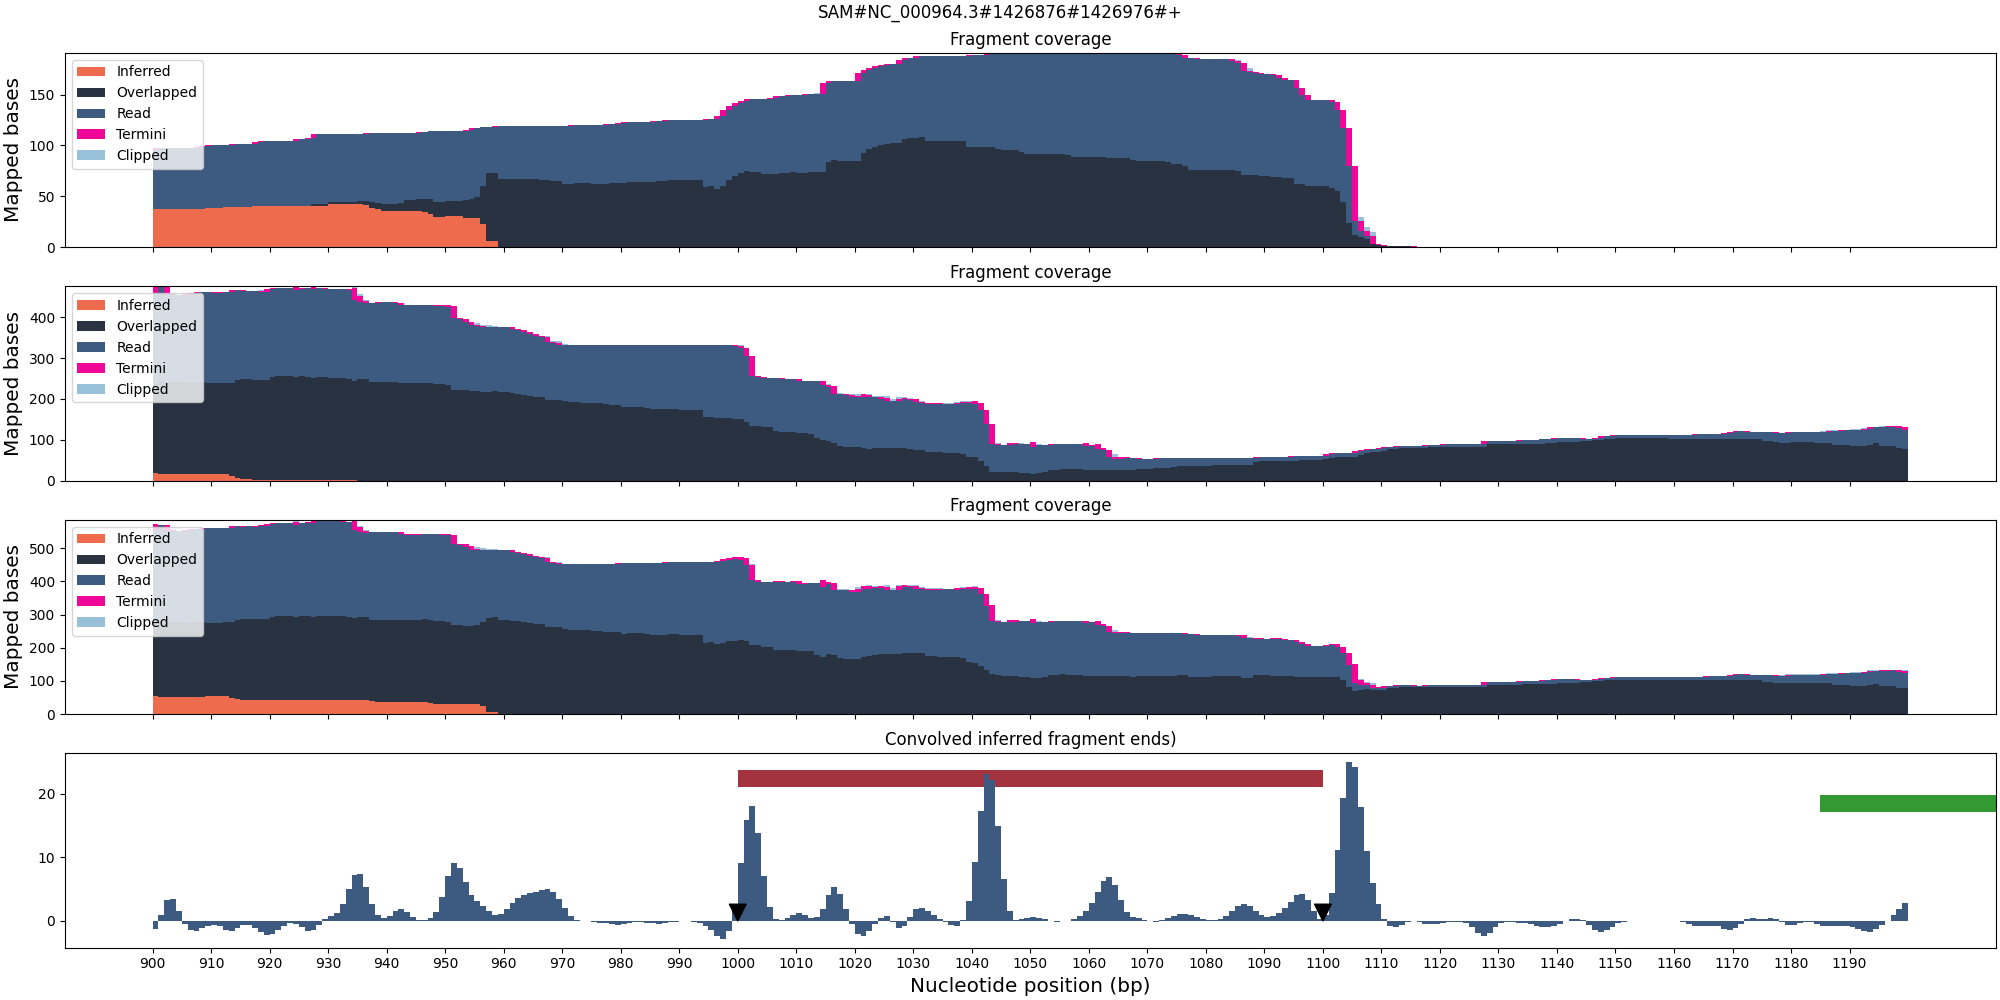 SAM#NC_000964.3#1426876#1426976#+
Fragment coverage
Mapped bases
150
100
50
0
Inferred
Overlapped
Read
Termini
Clipped
Fragment coverage
Mapped bases
400
300
200
100
0
Inferred
Overlapped
Read
Termini
Clipped
Fragment coverage
Mapped bases
500
400
300
200
100
0
Inferred
Overlapped
Read
Termini
Clipped
Convolved inferred fragment ends)
20
10
0
900 910 920 930 940 950 960 970 980 990 1000 1010 1020 1030 1040 1050 1060 1070 1080 1090 1100 1110 1120 1130 1140 1150 1160 1170 1180 1190
Nucleotide position (bp)